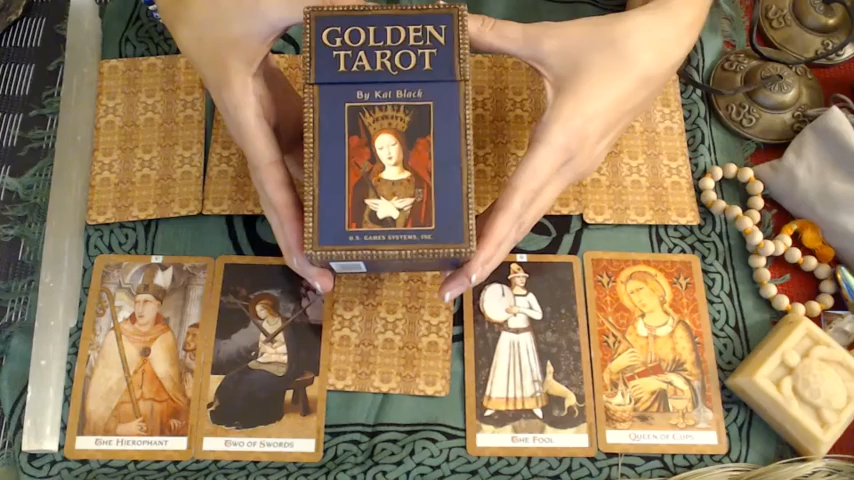 GOLDEN
TAROT
By Kat Black
U.S. GAMES SYSTEMS, INC.
THE HIEROPHANT
TWO OF SWORDS
THE FOOL
QUEEN OF CUPS